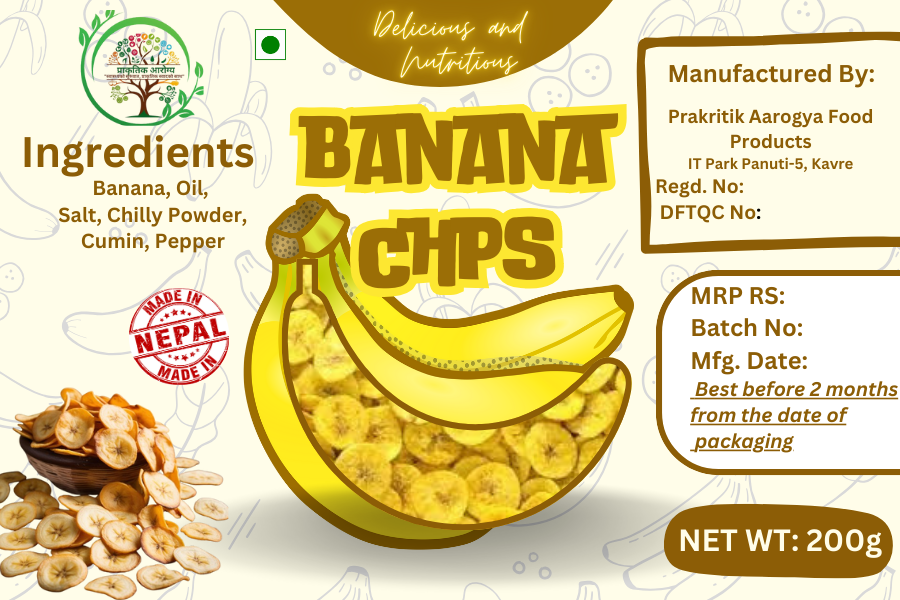 Delicious and
Nutritious
प्राकृतिक आरोग्य
Ingredients
Banana, Oil,
Salt, Chilly Powder,
Cumin, Pepper
BANANA
CHPS
MADE IN
NEPAL
MADE IN
Manufactured By:
Prakritik Aarogya Food
Products
IT Park Panuti-5, Kavre
Regd. No:
DFTQC No:
MRP RS:
Batch No:
Mfg. Date:
Best before 2 months
from the date of
packaging
NET WT: 200g